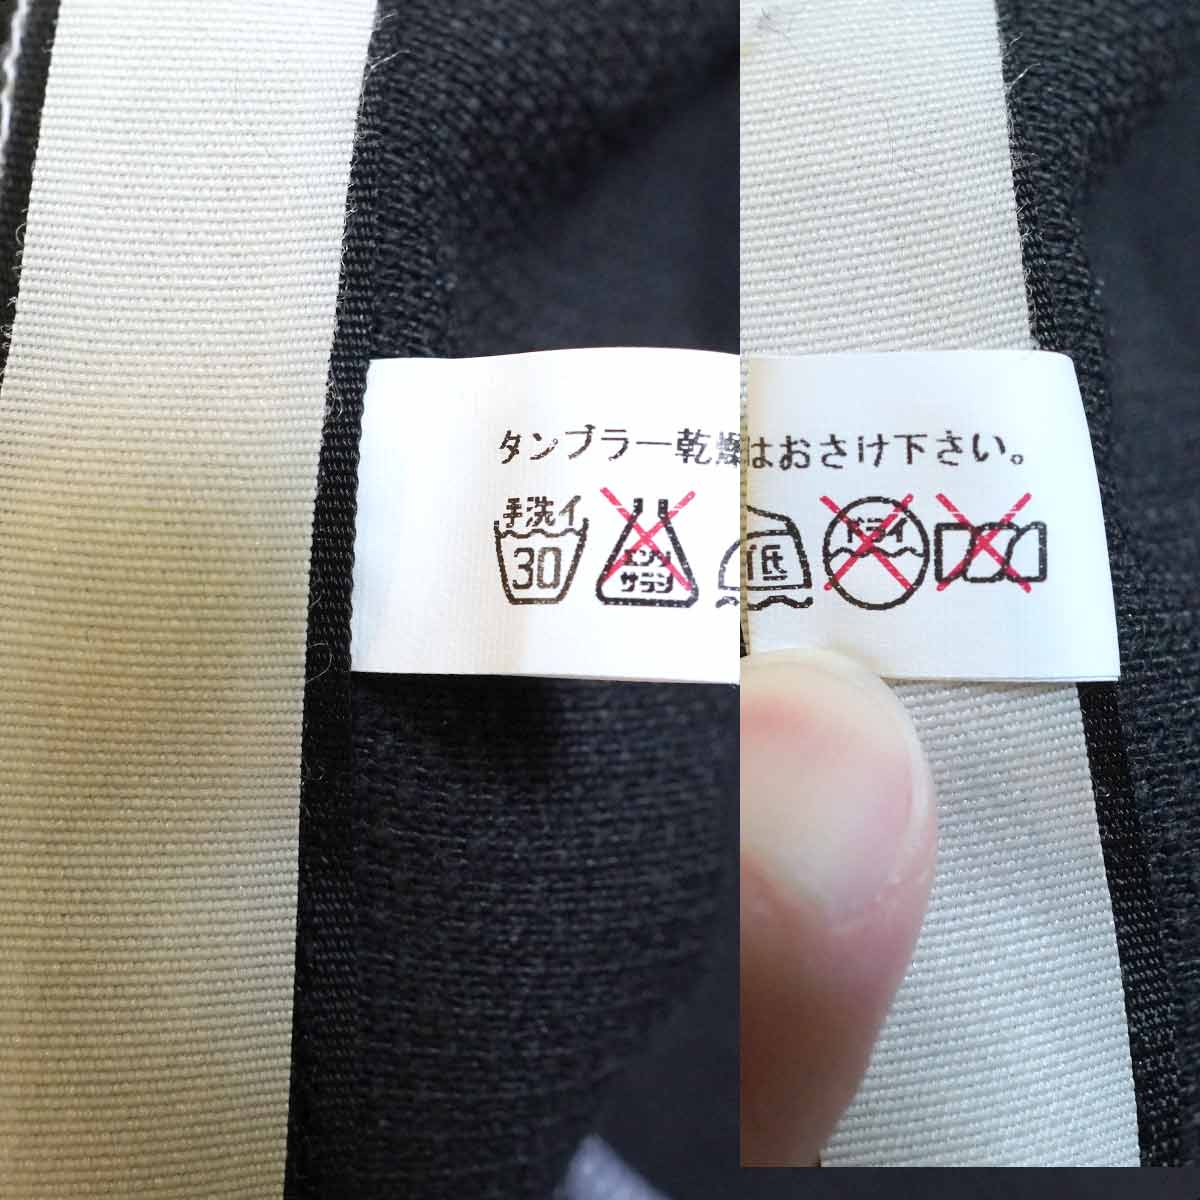 タンブラー乾燥はおさけ下さい。
手洗イ
30
エンソ
サラシ
低
ドライ